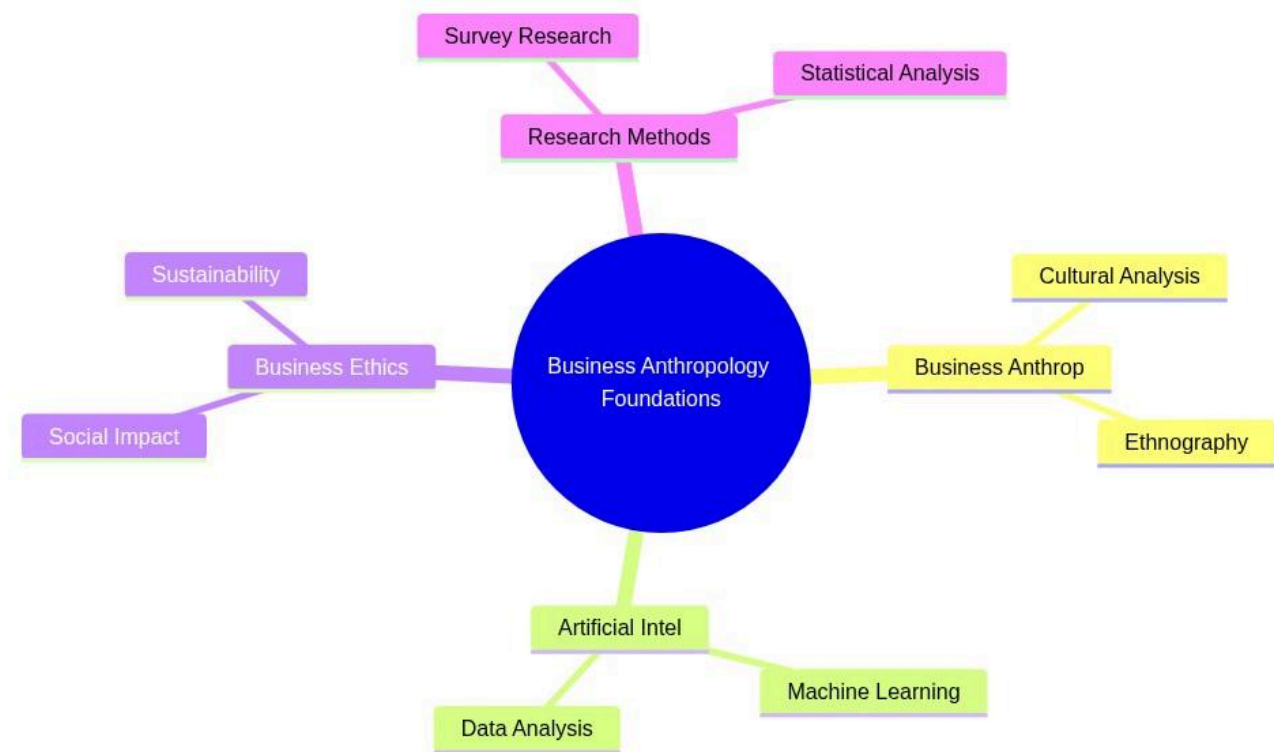 Survey Research
Statistical Analysis
Research Methods
Sustainability
Cultural Analysis
Business Ethics
Business Anthropology
Foundations
Business Anthrop
Social Impact
Ethnography
Artificial Intel
Machine Learning
Data Analysis